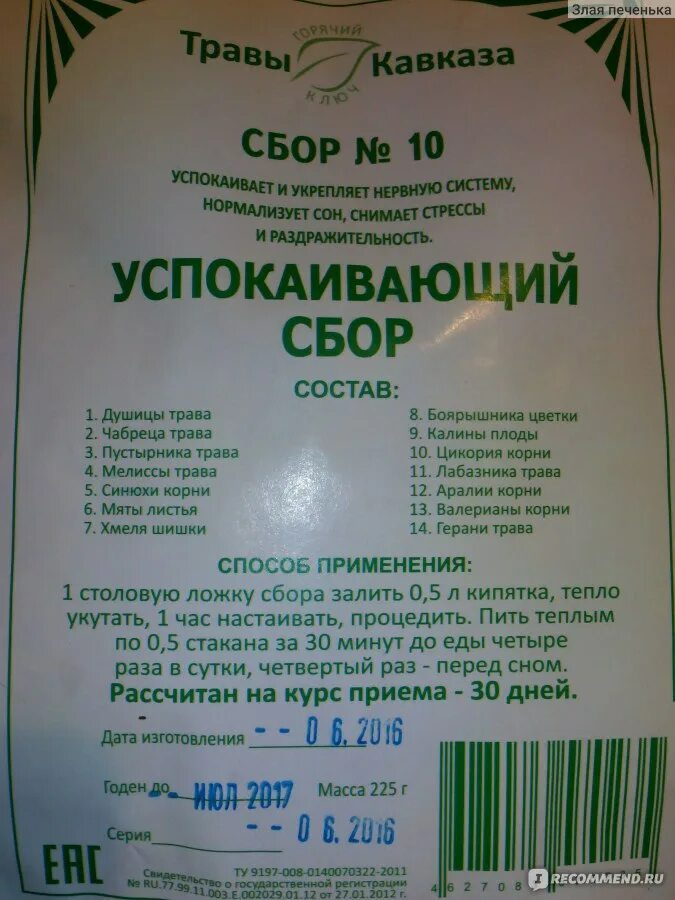 Злая печенька
Травы Кавказа
ГОРЯЧИЙ
КЛЮЧ
СБОР № 10
УСПОКАИВАЕТ И УКРЕПЛЯЕТ НЕРВНУЮ СИСТЕМУ,
НОРМАЛИЗУЕТ СОН, СНИМАЕТ СТРЕССЫ
И РАЗДРАЖИТЕЛЬНОСТЬ.
УСПОКАИВАЮЩИЙ
СБОР
СОСТАВ:
1. Душицы трава
2. Чабреца трава
3. Пустырника трава
4. Мелиссы трава
5. Синюхи корни
6. Мяты листья
7. Хмеля шишки
8. Боярышника цветки
9. Калины плоды
10. Цикория корни
11. Лабазника трава
12. Аралии корни
13. Валерианы корни
14. Герани трава
СПОСОБ ПРИМЕНЕНИЯ:
1 столовую ложку сбора залить 0,5 л кипятка, тепло
укутать, 1 час настаивать, процедить. Пить теплым
по 0,5 стакана за 30 минут до еды четыре
раза в сутки, четвертый раз - перед сном.
Рассчитан на курс приема - 30 дней.
Дата изготовления - - 0 6. 2016
Годен до - - ИЮЛ 2017 Масса 225 г
Серия - - 0 6. 2016
ЕАС
ТУ 9197-008-0140070322-2011
Свидетельство о государственной регистрации
№ RU.77.99.11.003.Е.002029.01.12 от 27.01.2012 г.
4 62708
IRECOMMEND.RU